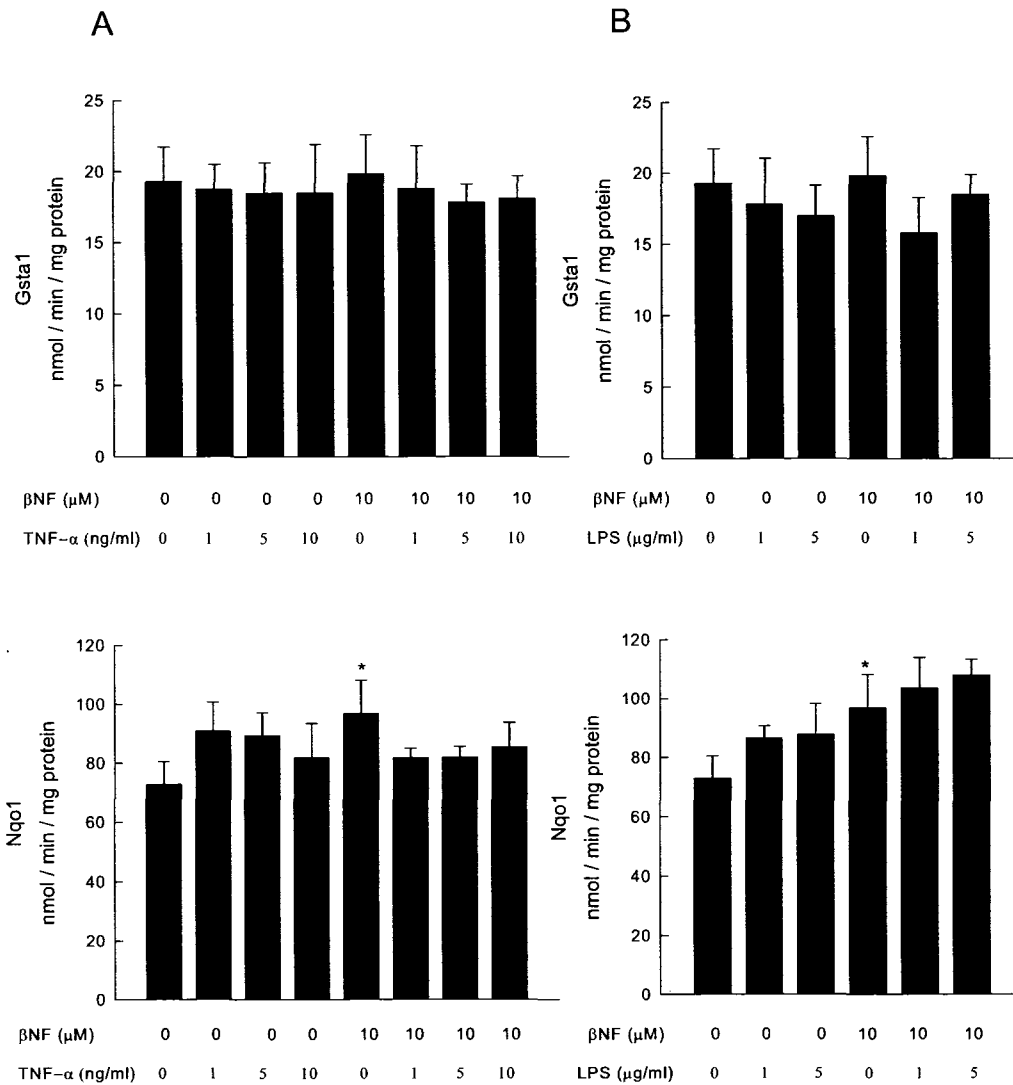 A
B
25
20
15
10
5
0
Gsta1
nmol / min / mg protein
βNF (μM) 0 0 0 0 10 10 10 10
TNF–α (ng/ml) 0 1 5 10 0 1 5 10
25
20
15
10
5
0
Gsta1
nmol / min / mg protein
βNF (μM) 0 0 0 10 10 10
LPS (μg/ml) 0 1 5 0 1 5
120
100
80
60
40
20
0
Nqo1
nmol / min / mg protein
*
βNF (μM) 0 0 0 0 10 10 10 10
TNF–α (ng/ml) 0 1 5 10 0 1 5 10
120
100
80
60
40
20
0
Nqo1
nmol / min / mg protein
*
βNF (μM) 0 0 0 10 10 10
LPS (μg/ml) 0 1 5 0 1 5